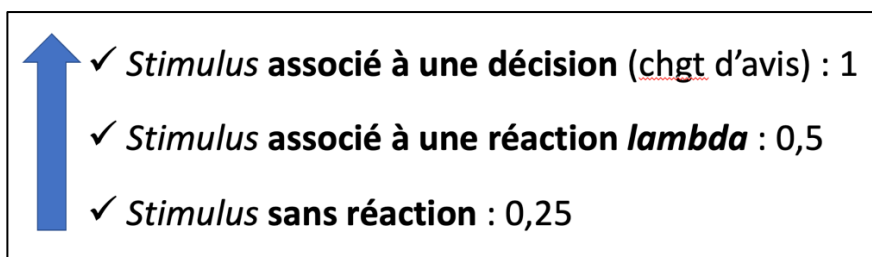 ✓ Stimulus associé à une décision (chgt d'avis) : 1
✓ Stimulus associé à une réaction lambda : 0,5
✓ Stimulus sans réaction : 0,25